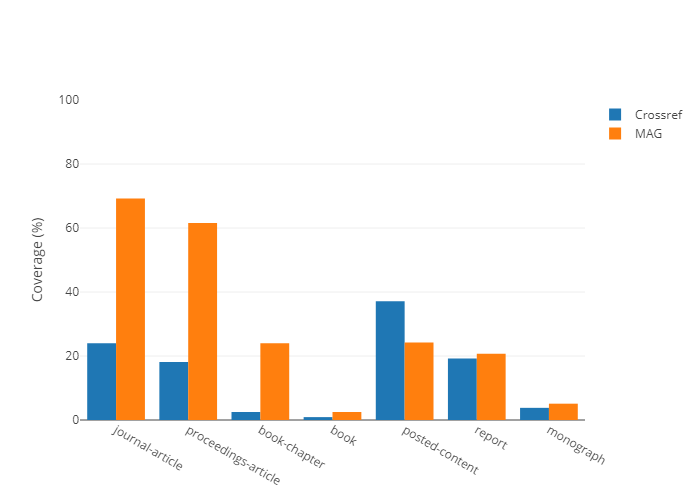 100
80
60
40
20
0
Coverage (%)
journal-article
proceedings-article
book-chapter
book
posted-content
report
monograph
Crossref
MAG